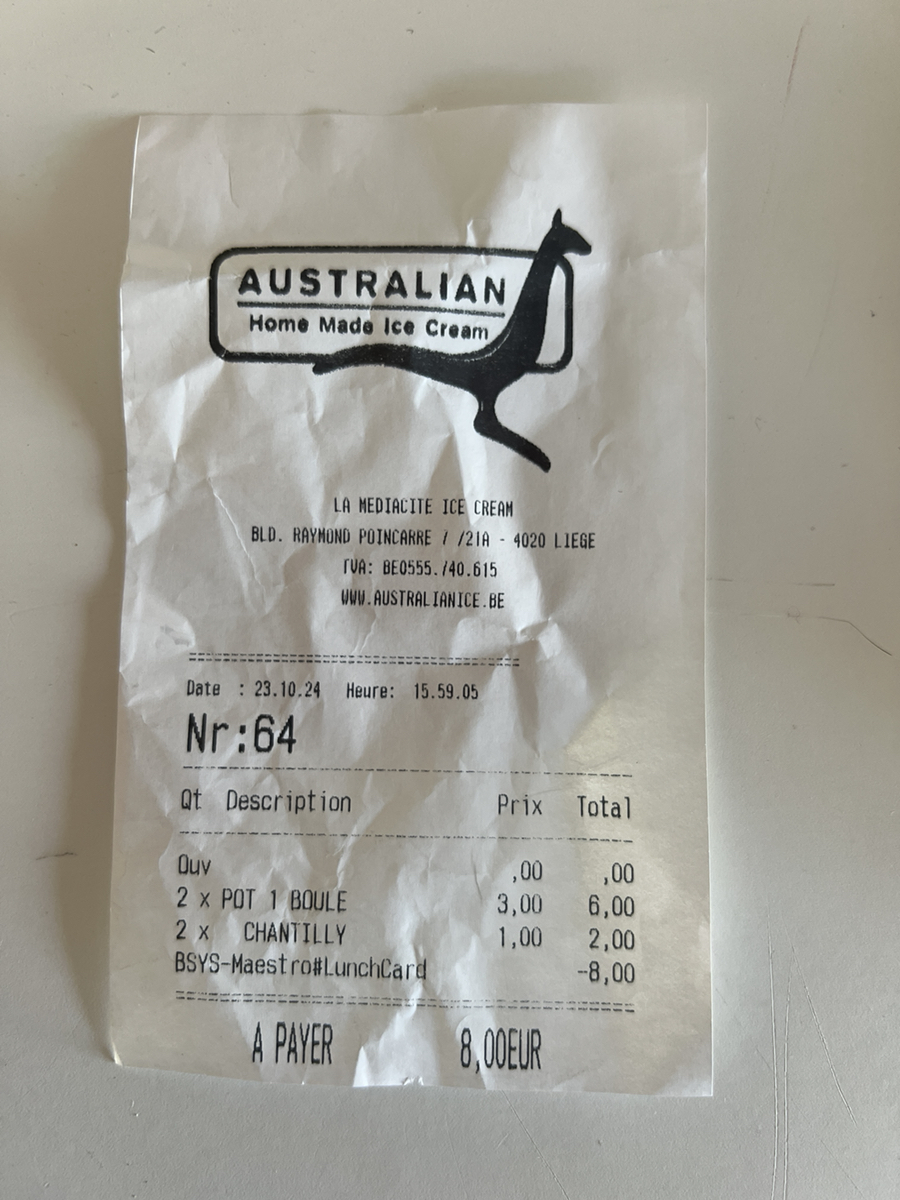 AUSTRALIAN
Home Made Ice Cream
LA MEDIACITE ICE CREAM
BLD. RAYMOND POINCARRE 7 /21A - 4020 LIEGE
TVA: BE0555.740.615
WWW.AUSTRALIANICE.BE
Date : 23.10.24 Heure: 15.59.05
Nr:64
Qt Description Prix Total
Ouv ,00 ,00
2 x POT 1 BOULE 3,00 6,00
2 x CHANTILLY 1,00 2,00
BSYS-Maestro#LunchCard -8,00
A PAYER 8,00EUR